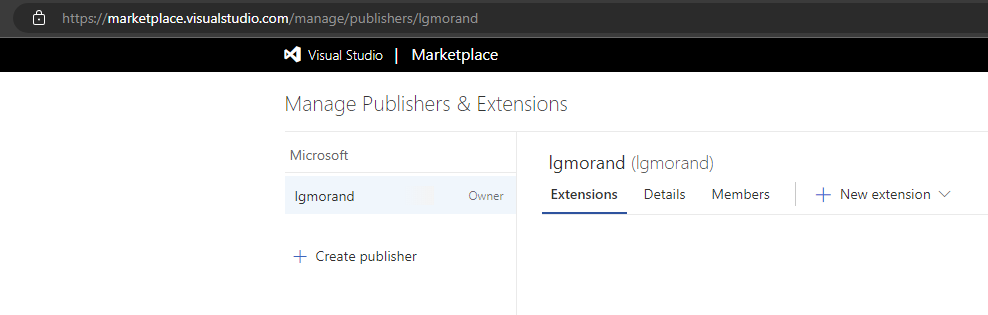 https://marketplace.visualstudio.com/manage/publishers/lgmorand
Visual Studio | Marketplace
Manage Publishers & Extensions
Microsoft
lgmorand Owner
+ Create publisher
lgmorand (lgmorand)
Extensions Details Members + New extension